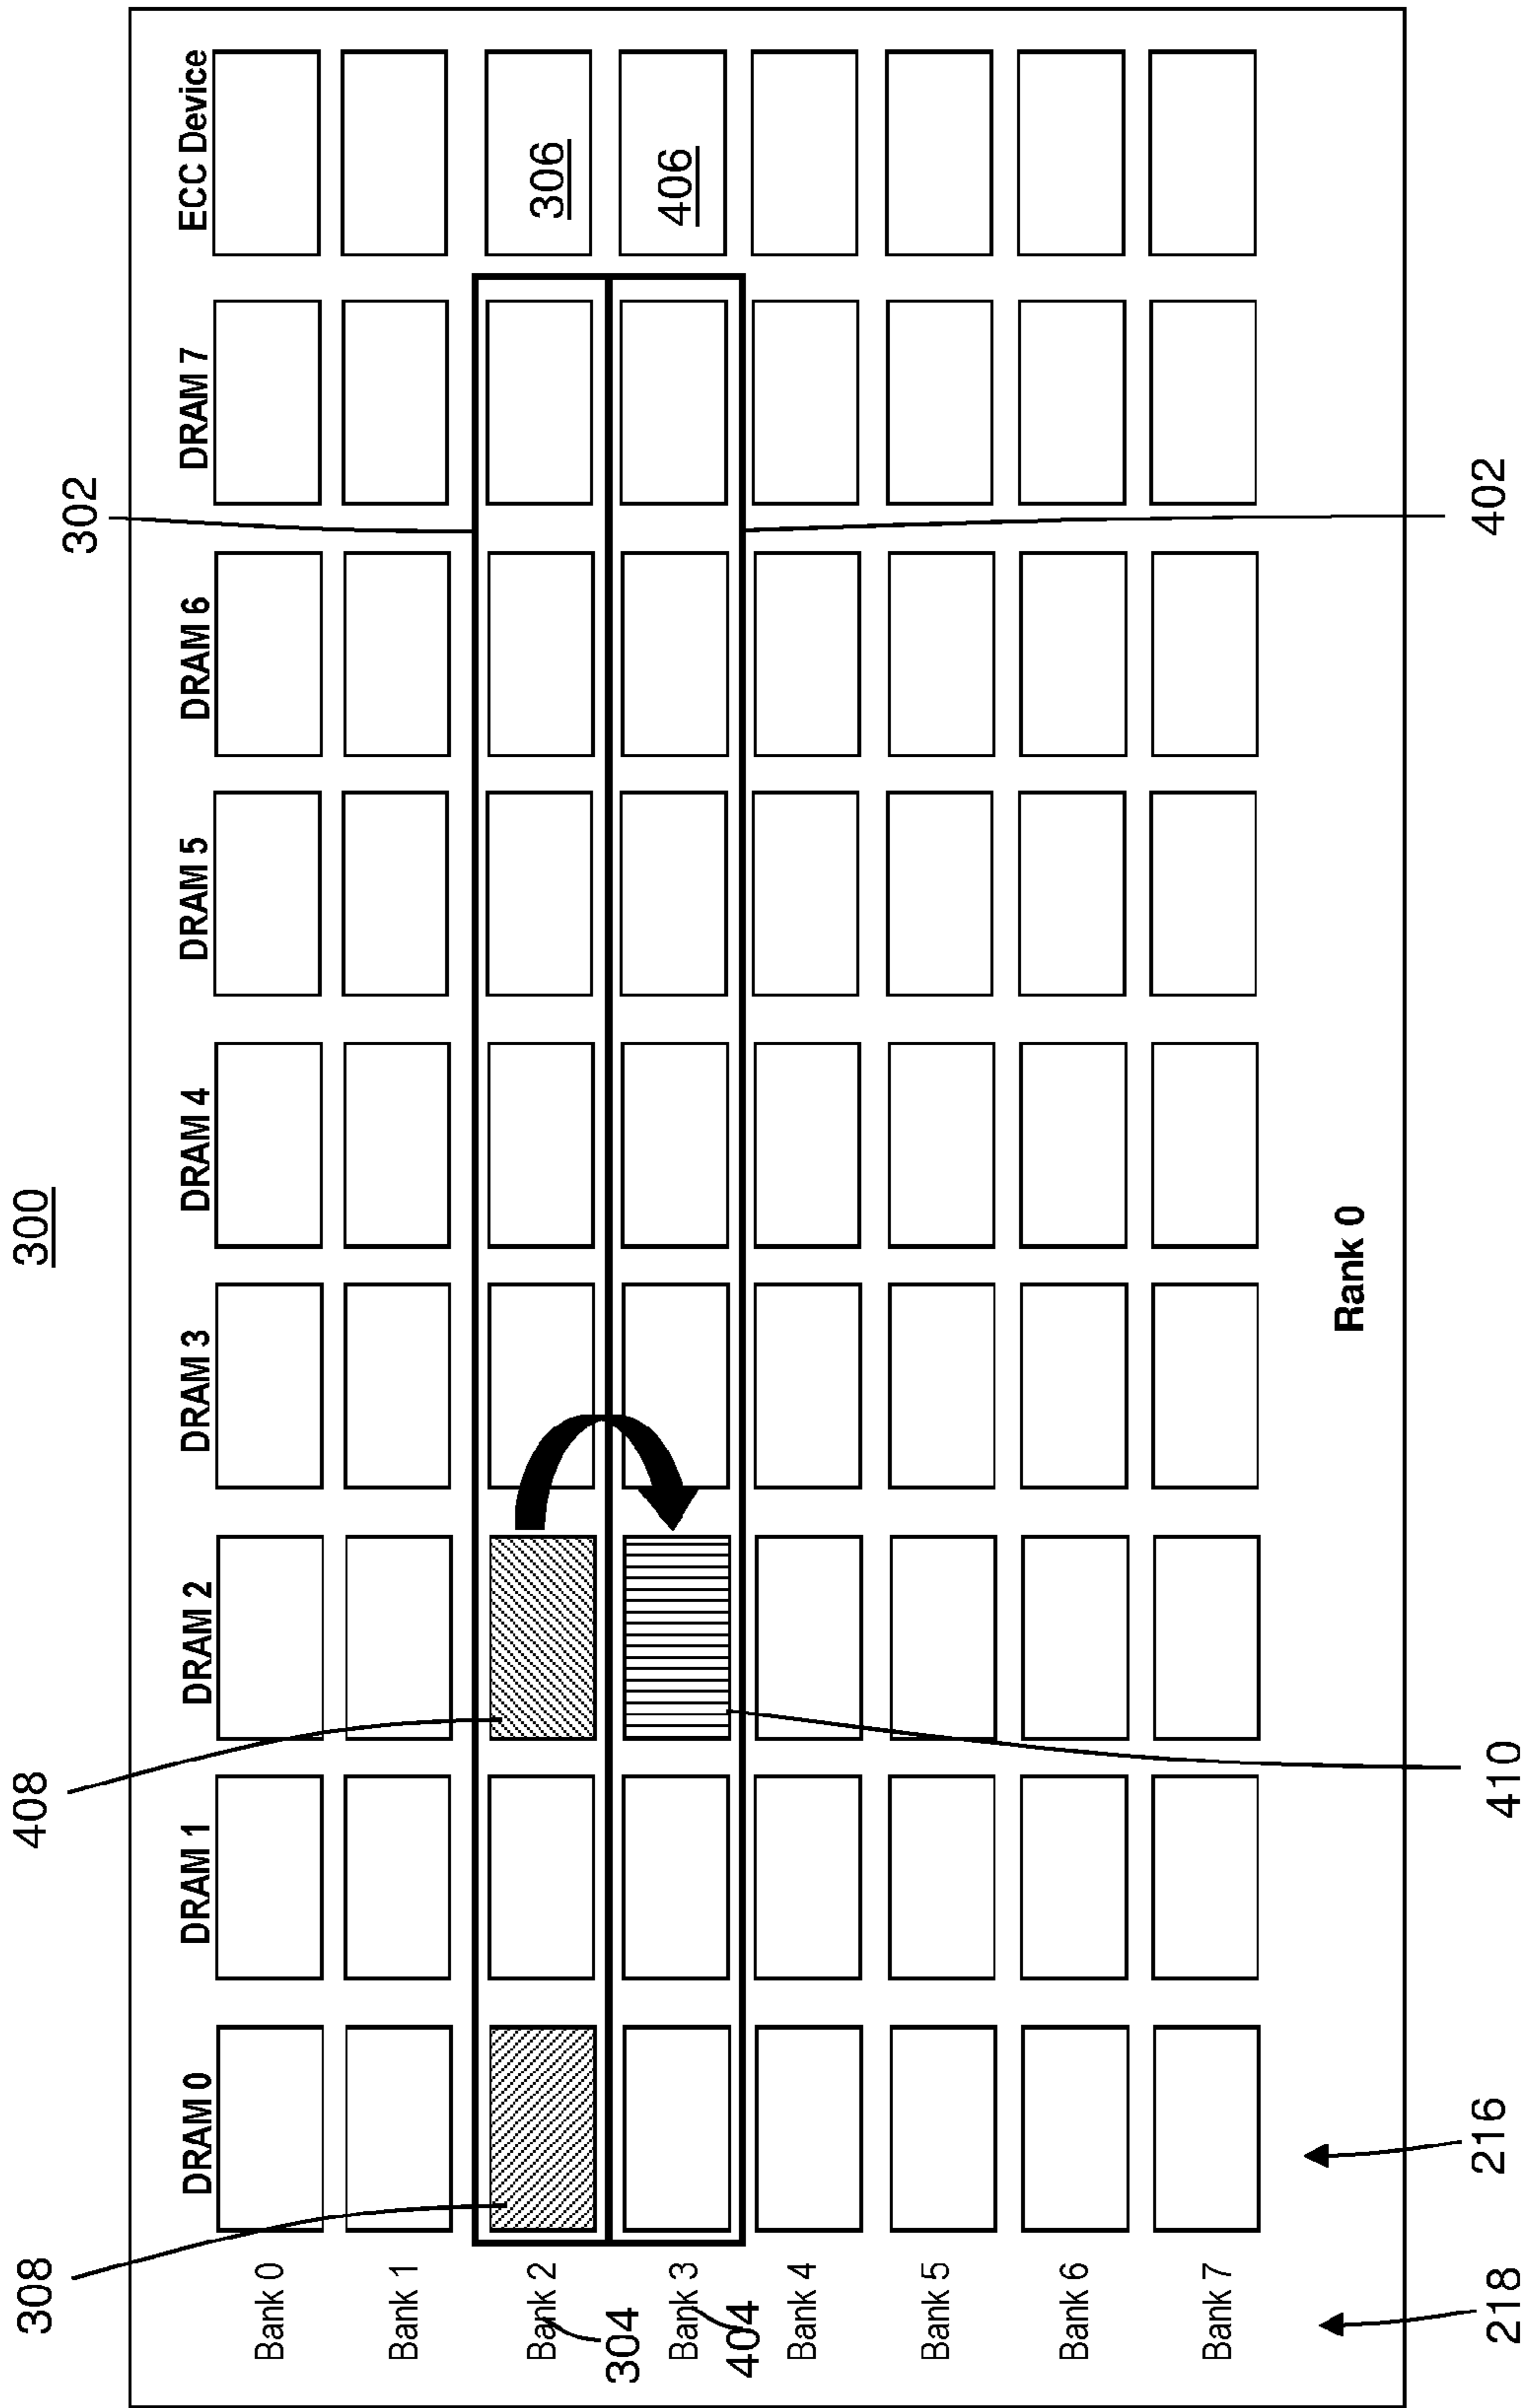 300
308
408
302
DRAM 0 DRAM 1 DRAM 2 DRAM 3 DRAM 4 DRAM 5 DRAM 6 DRAM 7 ECC Device
Bank 0
Bank 1
Bank 2
306
304
Bank 3
406
404
Bank 4
Bank 5
Bank 6
Bank 7
Rank 0
218
216
410
402